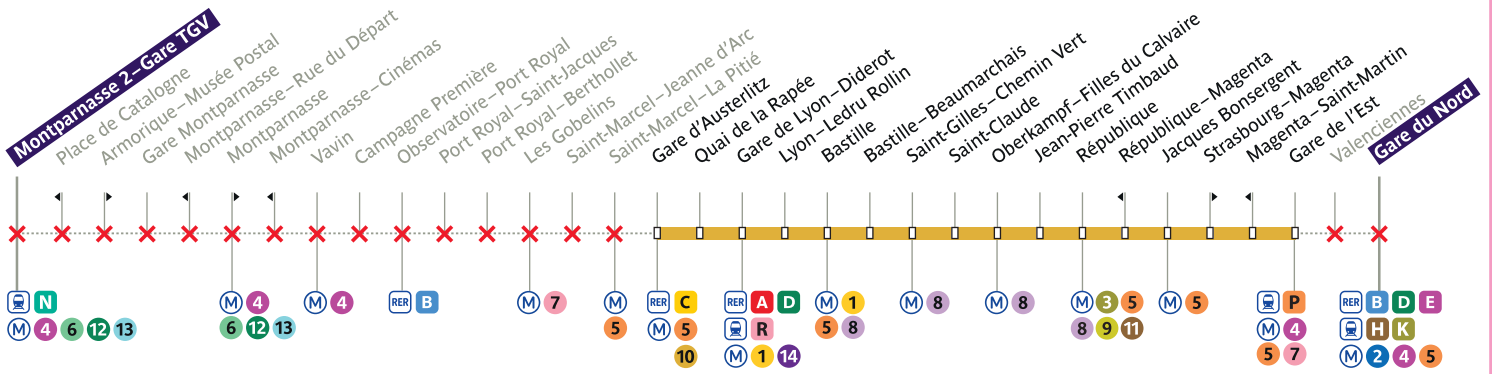 Montparnasse 2–Gare TGV
Place de Catalogne
Armorique–Musée Postal
Gare Montparnasse
Montparnasse–Rue du Départ
Montparnasse
Montparnasse–Cinémas
Vavin
Campagne Première
Observatoire–Port Royal
Port Royal–Saint-Jacques
Port Royal–Berthollet
Les Gobelins
Saint-Marcel–Jeanne d'Arc
Saint-Marcel–La Pitié
Gare d'Austerlitz
Quai de la Rapée
Gare de Lyon–Diderot
Lyon–Ledru Rollin
Bastille
Bastille–Beaumarchais
Saint-Gilles–Chemin Vert
Saint-Claude
Oberkampf–Filles du Calvaire
Jean-Pierre Timbaud
République
République–Magenta
Jacques Bonsergent
Strasbourg–Magenta
Magenta–Saint-Martin
Gare de l'Est
Valenciennes
Gare du Nord
N
M 4 6 12 13
M 4
6 12 13
M 4
RER B
M 7
M
5
RER C
M 5
10
RER A D
R
M 1 14
M 1
5 8
M 8
M 8
M 3 5
8 9 11
M 5
P
M 4
5 7
RER B D E
H K
M 2 4 5